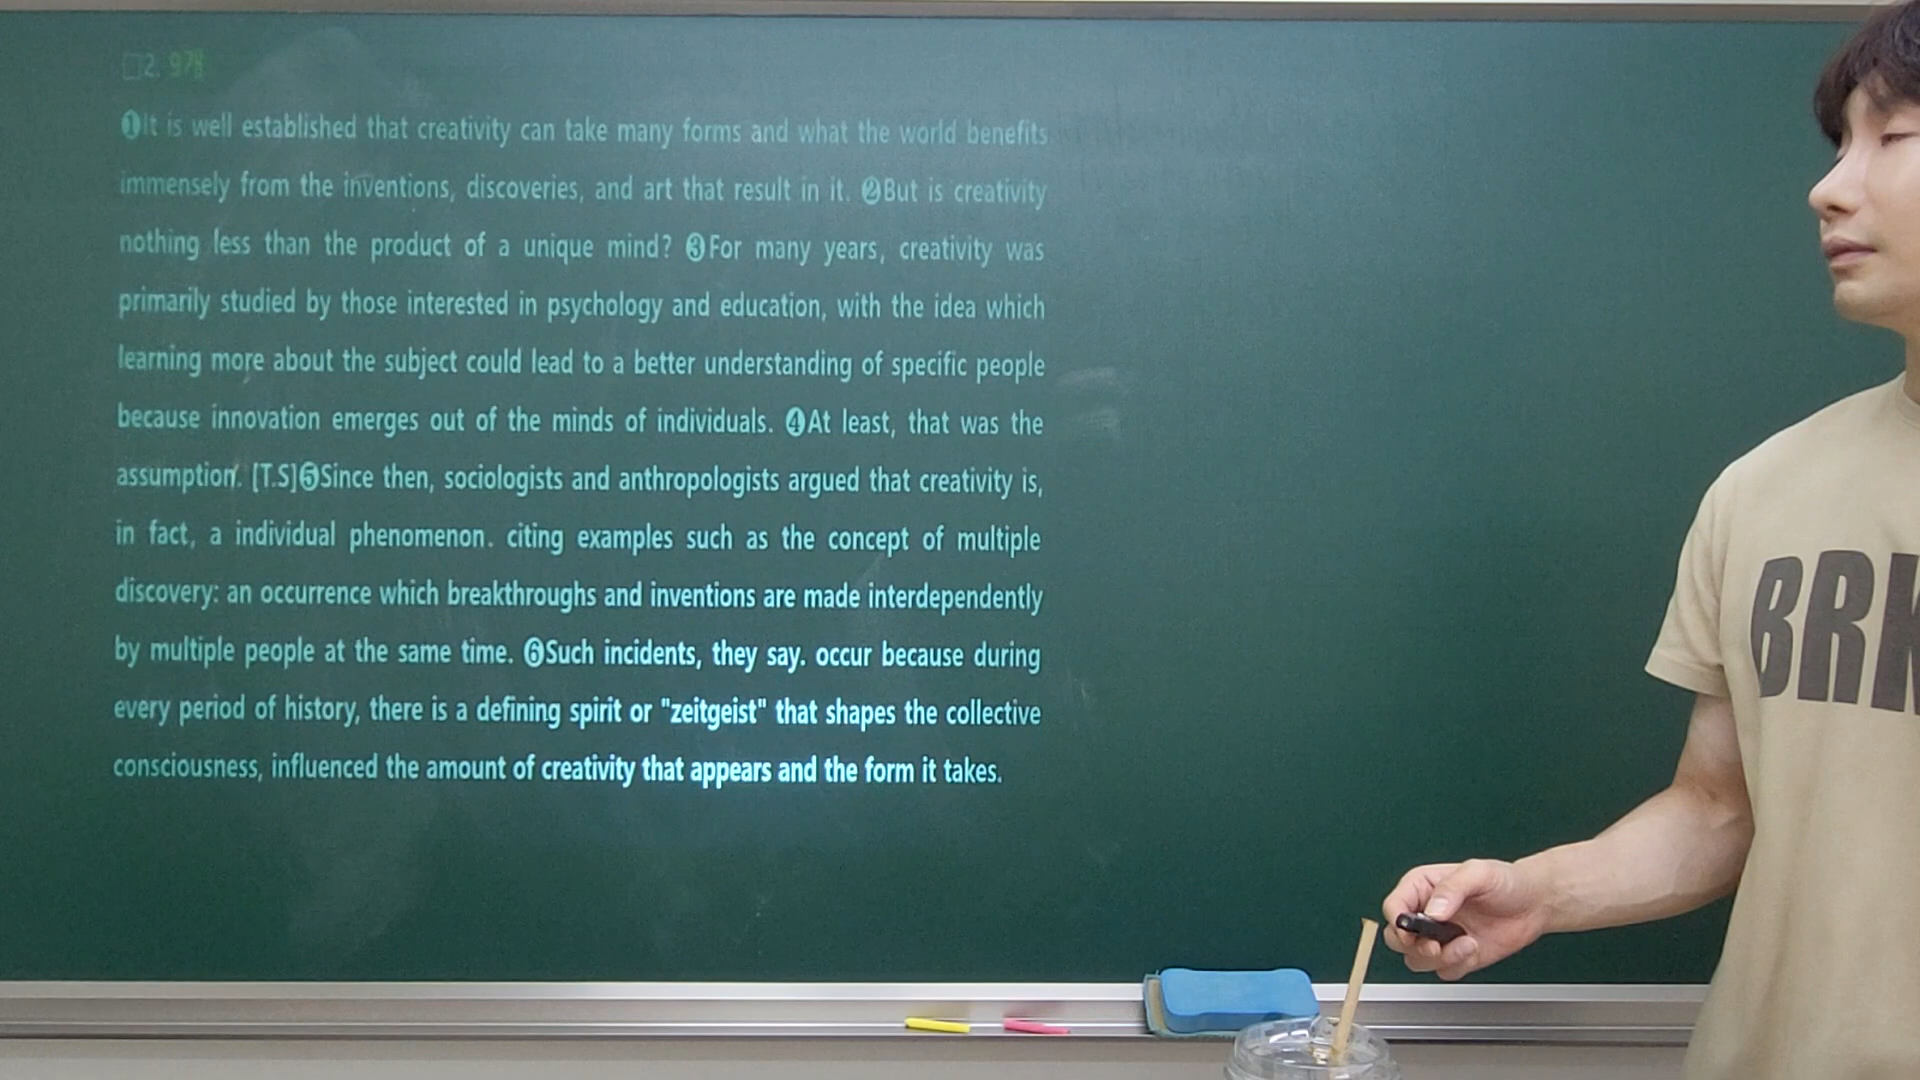 □2. 9개
❶It is well established that creativity can take many forms and what the world benefits
immensely from the inventions, discoveries, and art that result in it. ❷But is creativity
nothing less than the product of a unique mind? ❸For many years, creativity was
primarily studied by those interested in psychology and education, with the idea which
learning more about the subject could lead to a better understanding of specific people
because innovation emerges out of the minds of individuals. ❹At least, that was the
assumption. [T.S]❺Since then, sociologists and anthropologists argued that creativity is,
in fact, a individual phenomenon. citing examples such as the concept of multiple
discovery: an occurrence which breakthroughs and inventions are made interdependently
by multiple people at the same time. ❻Such incidents, they say. occur because during
every period of history, there is a defining spirit or "zeitgeist" that shapes the collective
consciousness, influenced the amount of creativity that appears and the form it takes.